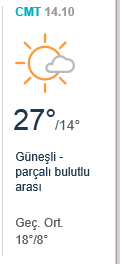 CMT 14.10
27°/14°
Güneşli -
parçalı bulutlu
arası
Geç. Ort.
18°/8°